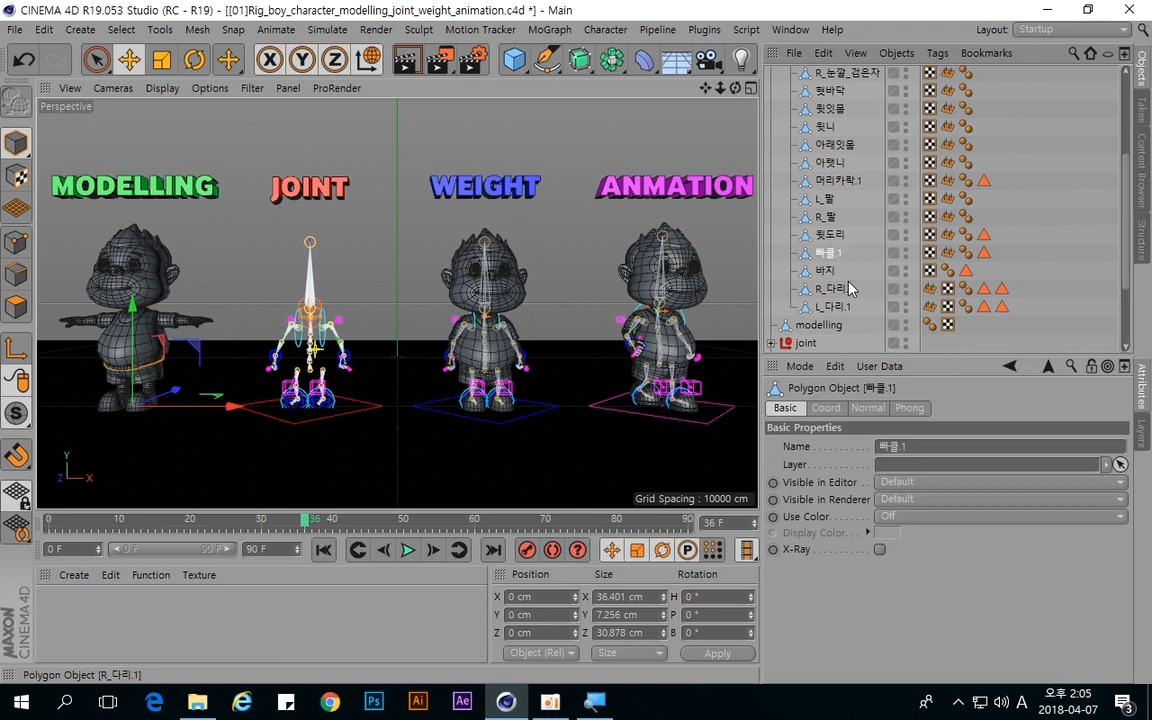 CINEMA 4D R19.053 Studio (RC - R19) - [[01]Rig_boy_character_modelling_joint_weight_animation.c4d *] - Main
File Edit Create Select Tools Mesh Snap Animate Simulate Render Sculpt Motion Tracker MoGraph Character Pipeline Plugins Script Window Help Layout: Startup
X Y Z
View Cameras Display Options Filter Panel ProRender
Perspective
MODELLING JOINT WEIGHT ANMATION
Y
Z X
Grid Spacing : 10000 cm
File Edit View Objects Tags Bookmarks
R_눈깔_검은자
혓바닥
윗잇몸
윗니
아래잇몸
아랫니
머리카락.1
L_팔
R_팔
윗도리
빠클.1
바지
R_다리
L_다리.1
modelling
joint
Objects
Takes
Content Browser
Structure
Mode Edit User Data
Polygon Object [빠클.1]
Basic Coord. Normal Phong
Basic Properties
Name 빠클.1
Layer
Visible in Editor Default
Visible in Renderer Default
Use Color Off
Display Color
X-Ray
Attributes
Layers
0 10 20 30 36 40 50 60 70 80 90 36 F
0 F 0 F 90 F 90 F
P
Create Edit Function Texture
Position Size Rotation
X 0 cm X 36.401 cm H 0 °
Y 0 cm Y 7.256 cm P 0 °
Z 0 cm Z 30.878 cm B 0 °
Object (Rel) Size Apply
MAXON CINEMA 4D
Polygon Object [R_다리.1]
Ps Ai Ae
A
오후 2:05
2018-04-07
3